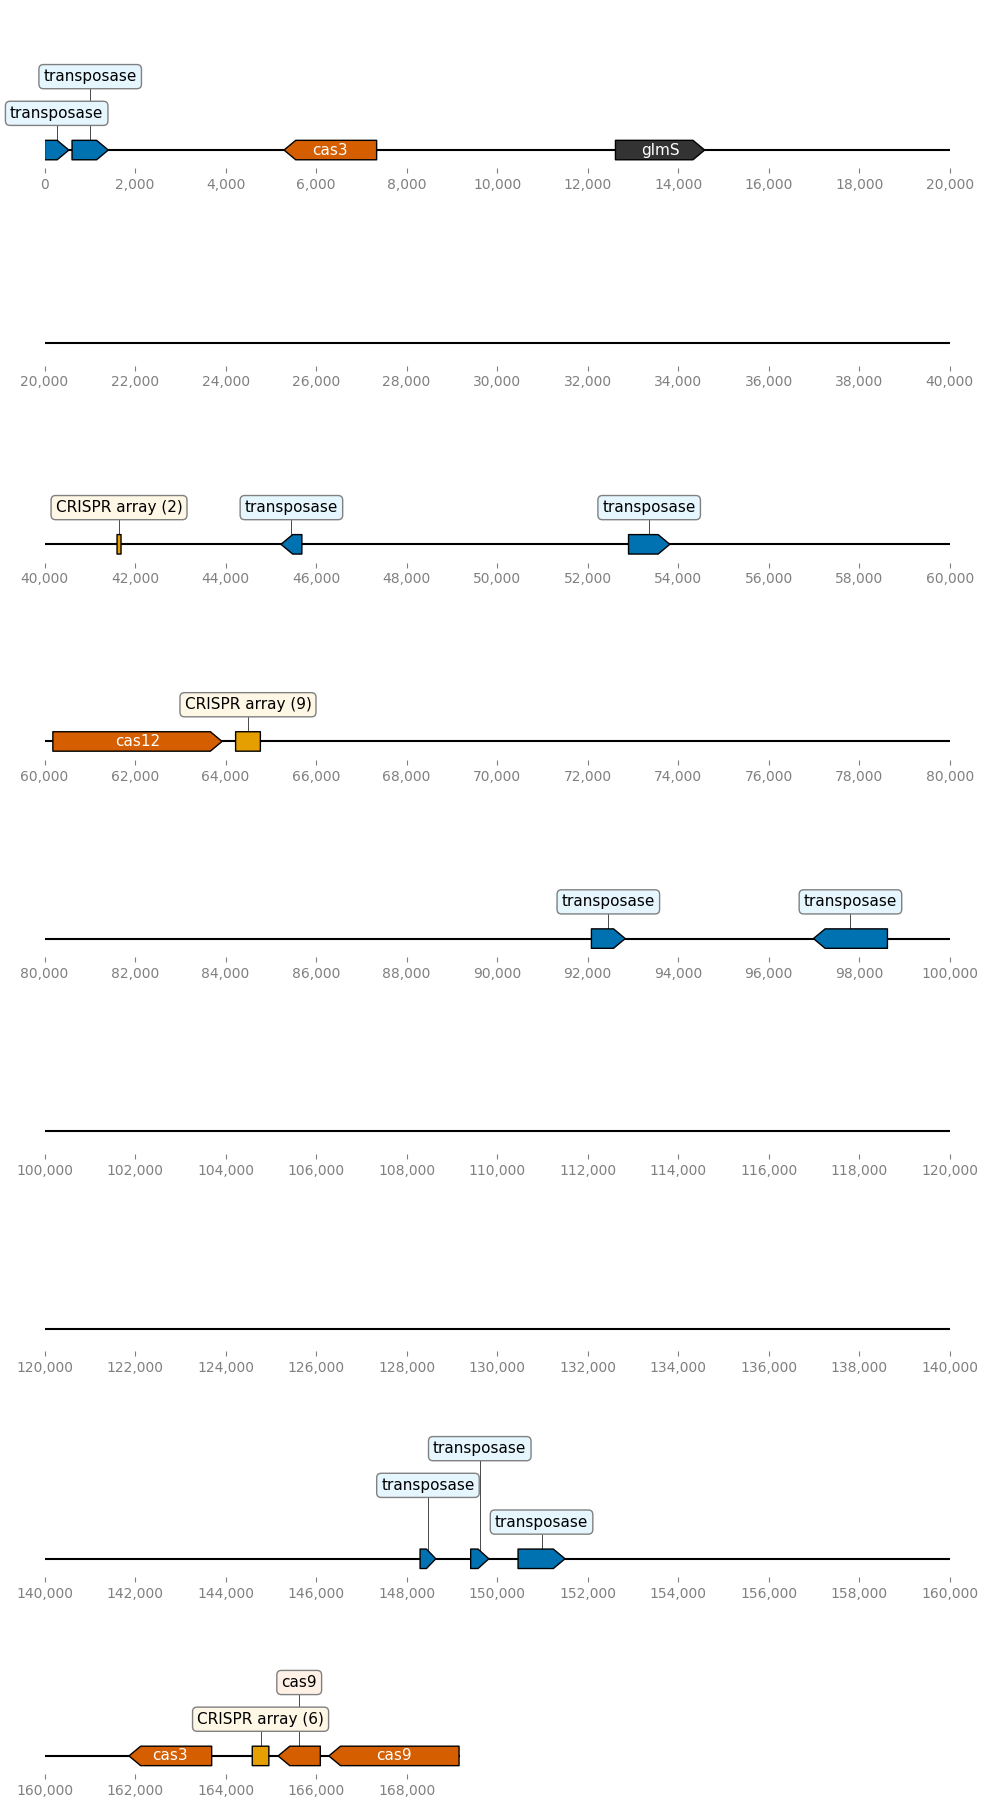 transposase
transposase
cas3 glmS
0 2,000 4,000 6,000 8,000 10,000 12,000 14,000 16,000 18,000 20,000
20,000 22,000 24,000 26,000 28,000 30,000 32,000 34,000 36,000 38,000 40,000
CRISPR array (2) transposase transposase
40,000 42,000 44,000 46,000 48,000 50,000 52,000 54,000 56,000 58,000 60,000
CRISPR array (9)
cas12
60,000 62,000 64,000 66,000 68,000 70,000 72,000 74,000 76,000 78,000 80,000
transposase transposase
80,000 82,000 84,000 86,000 88,000 90,000 92,000 94,000 96,000 98,000 100,000
100,000 102,000 104,000 106,000 108,000 110,000 112,000 114,000 116,000 118,000 120,000
120,000 122,000 124,000 126,000 128,000 130,000 132,000 134,000 136,000 138,000 140,000
transposase
transposase
transposase
140,000 142,000 144,000 146,000 148,000 150,000 152,000 154,000 156,000 158,000 160,000
cas9
CRISPR array (6)
cas3 cas9
160,000 162,000 164,000 166,000 168,000